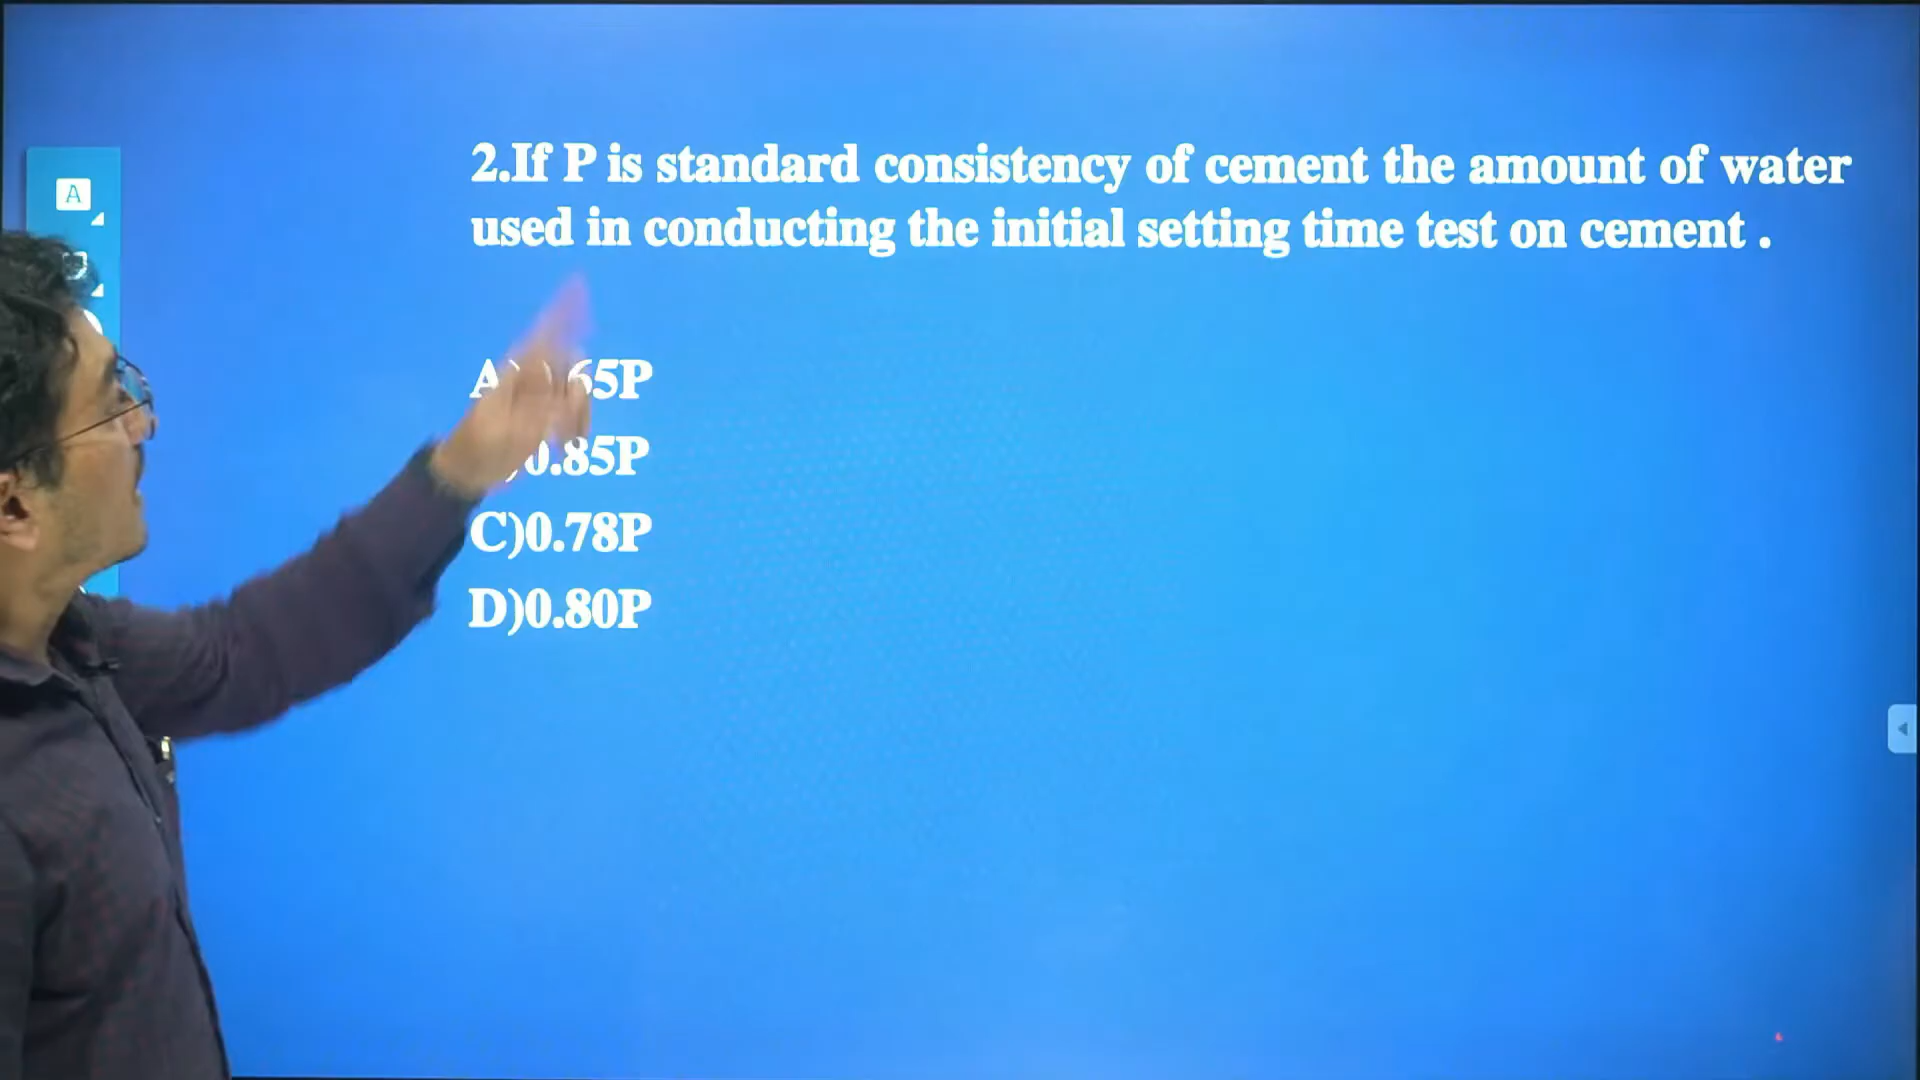 2.If P is standard consistency of cement the amount of water
used in conducting the initial setting time test on cement .
A
65P
)0.85P
C)0.78P
D)0.80P
A